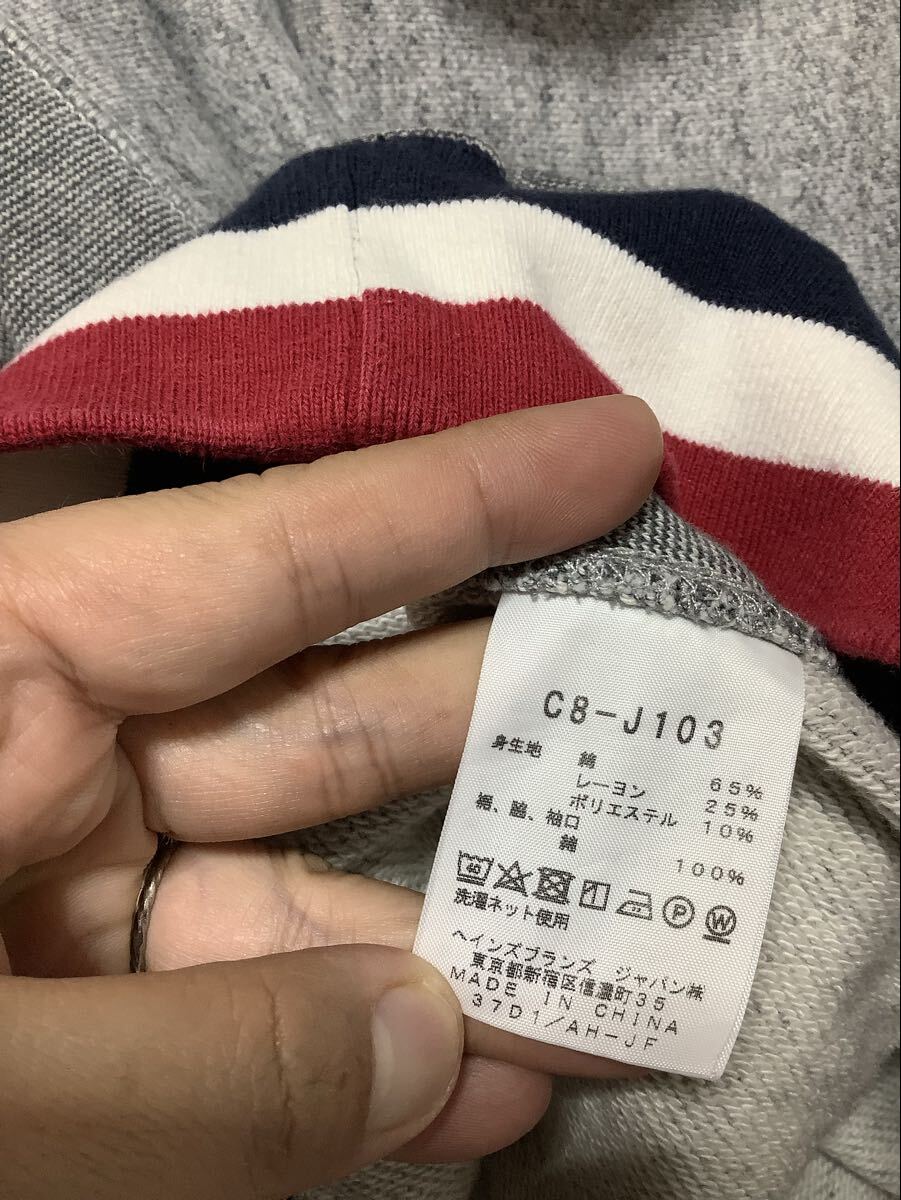 C8-J103
身生地 綿 65%
レーヨン 25%
ポリエステル 10%
裾、脇、袖口
綿 100%
40 P W
洗濯ネット使用
ヘインズブランズ ジャパン㈱
東京都新宿区信濃町35
MADE IN CHINA
37D1/AH-JF